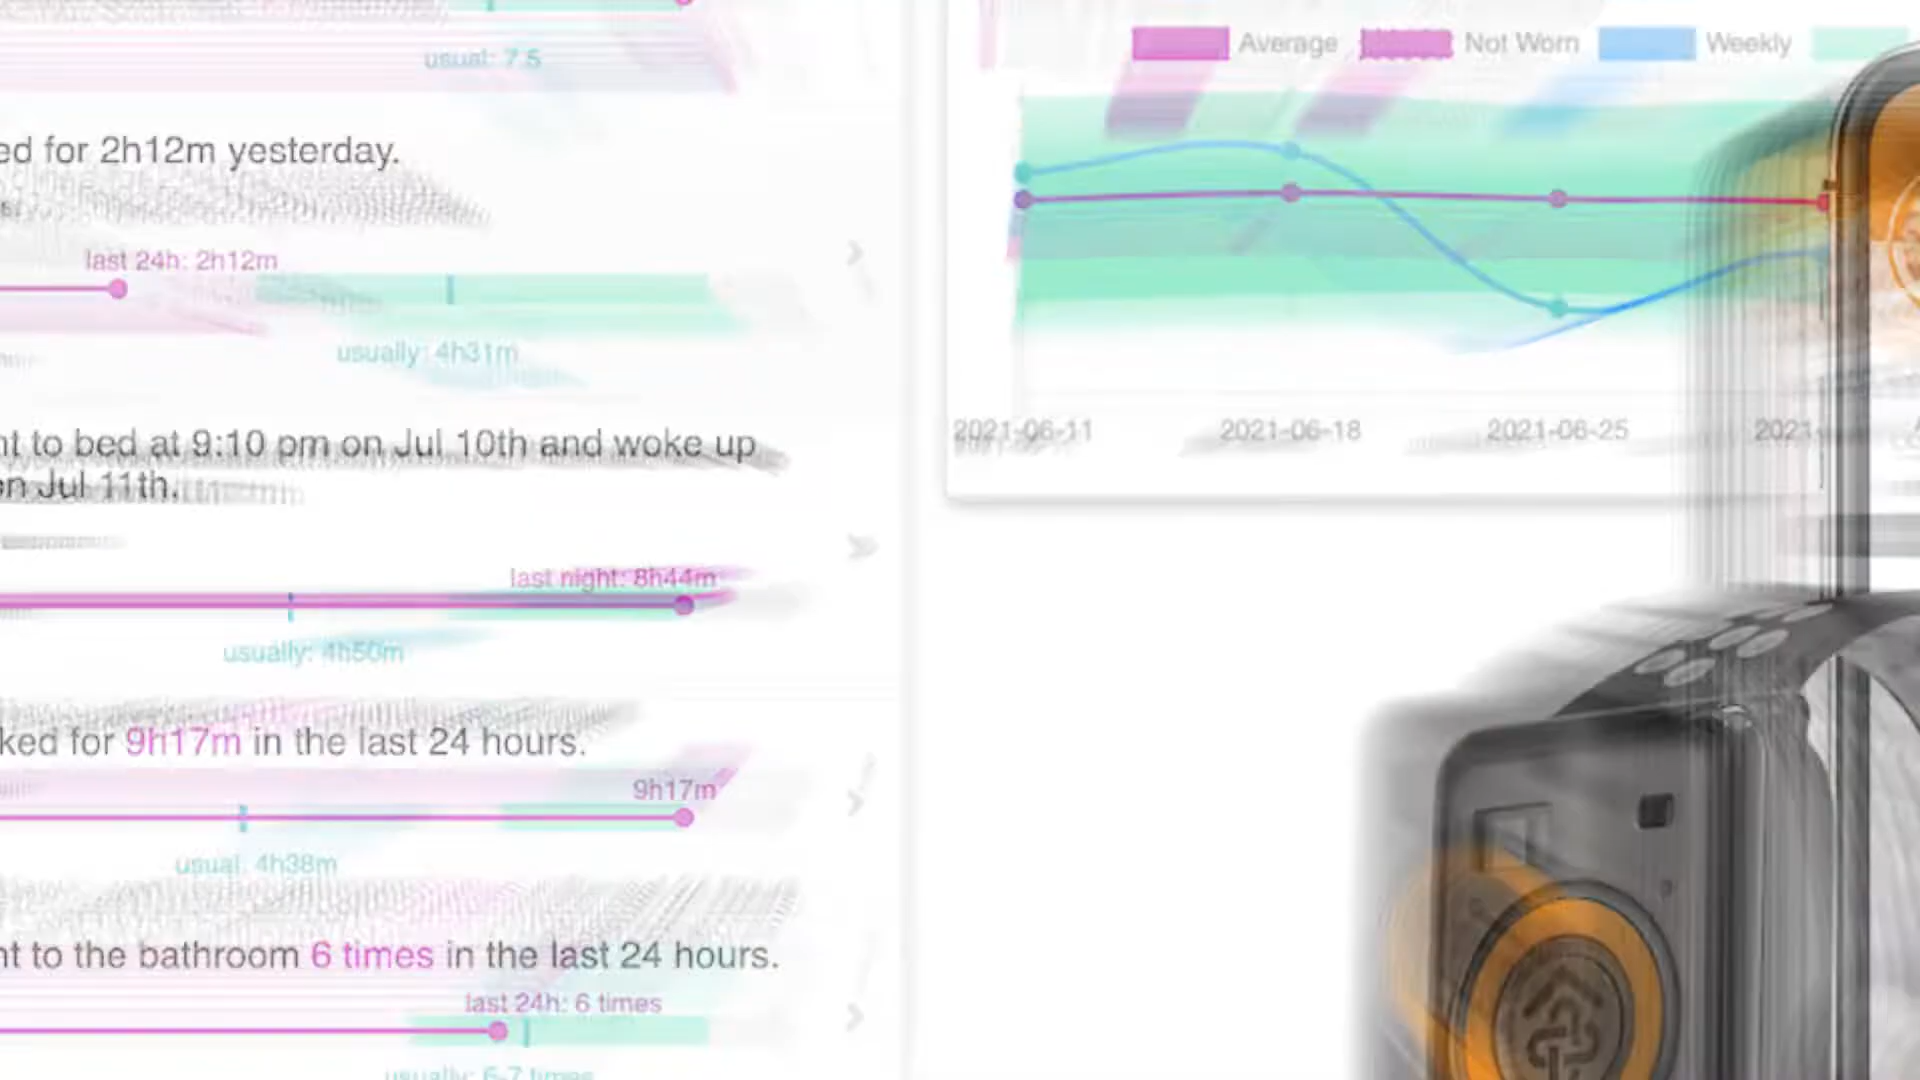 usual: 7.5
ed for 2h12m yesterday.
last 24h: 2h12m
usually: 4h31m
nt to bed at 9:10 pm on Jul 10th and woke up
on Jul 11th.
last night: 8h44m
usually: 4h50m
ked for 9h17m in the last 24 hours.
9h17m
usual: 4h38m
nt to the bathroom 6 times in the last 24 hours.
last 24h: 6 times
usually: 6-7 times
Average Not Worn Weekly
2021-06-11 2021-06-18 2021-06-25 2021-